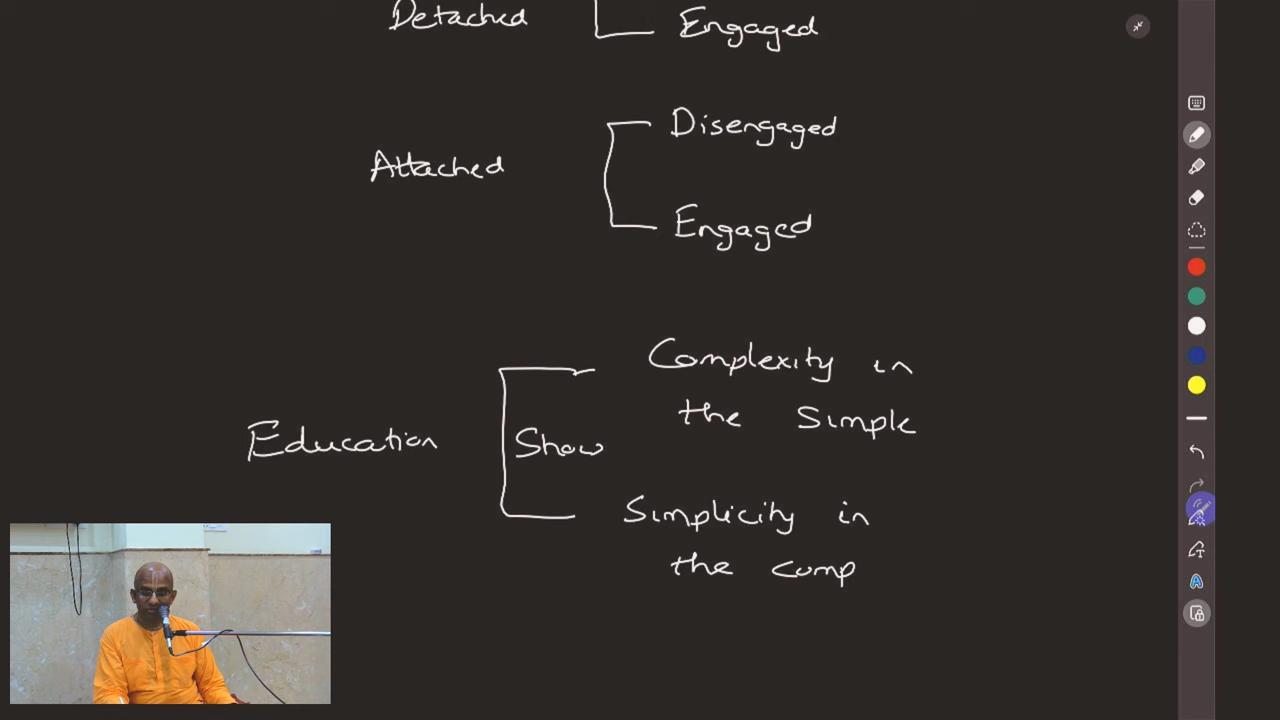 Detached
Engaged
Disengaged
Attached
Engaged
Complexity in
the Simple
Education
Show
Simplicity in
the comp